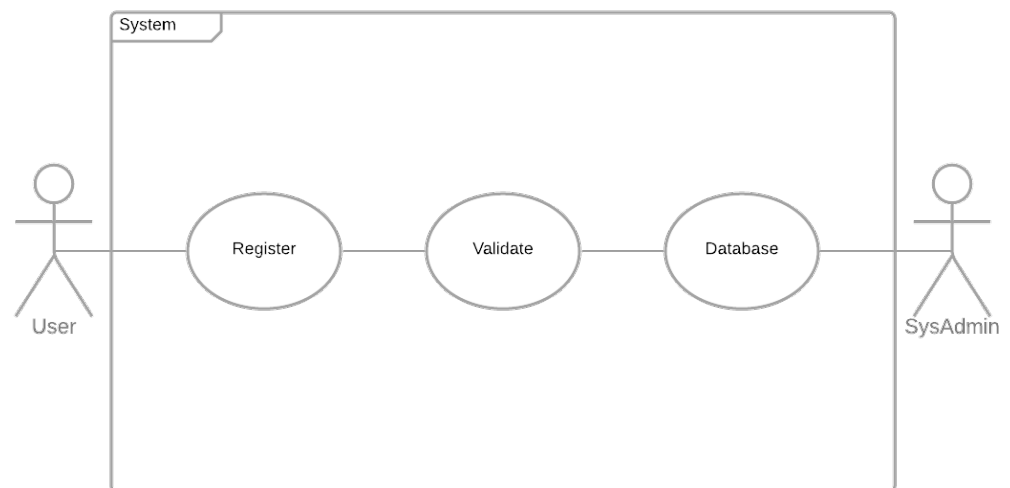 System
Register
Validate
Database
User
SysAdmin